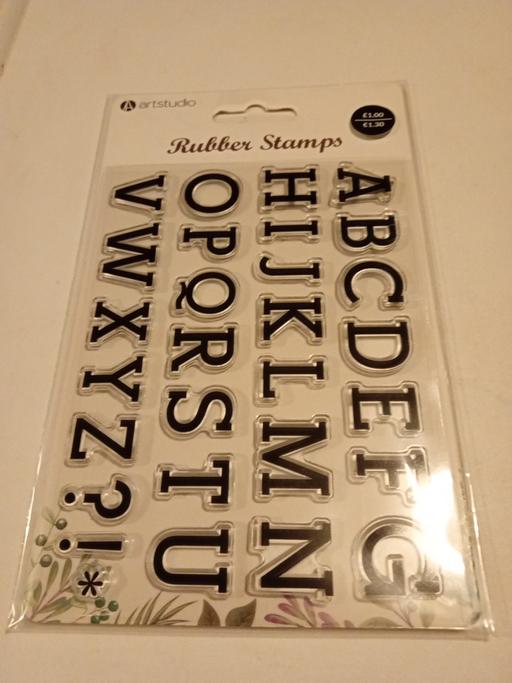 artstudio
£1.00
€1.30
Rubber Stamps
ABCDEFG
HIJKLMN
OPQRSTU
VWXYZ?!*